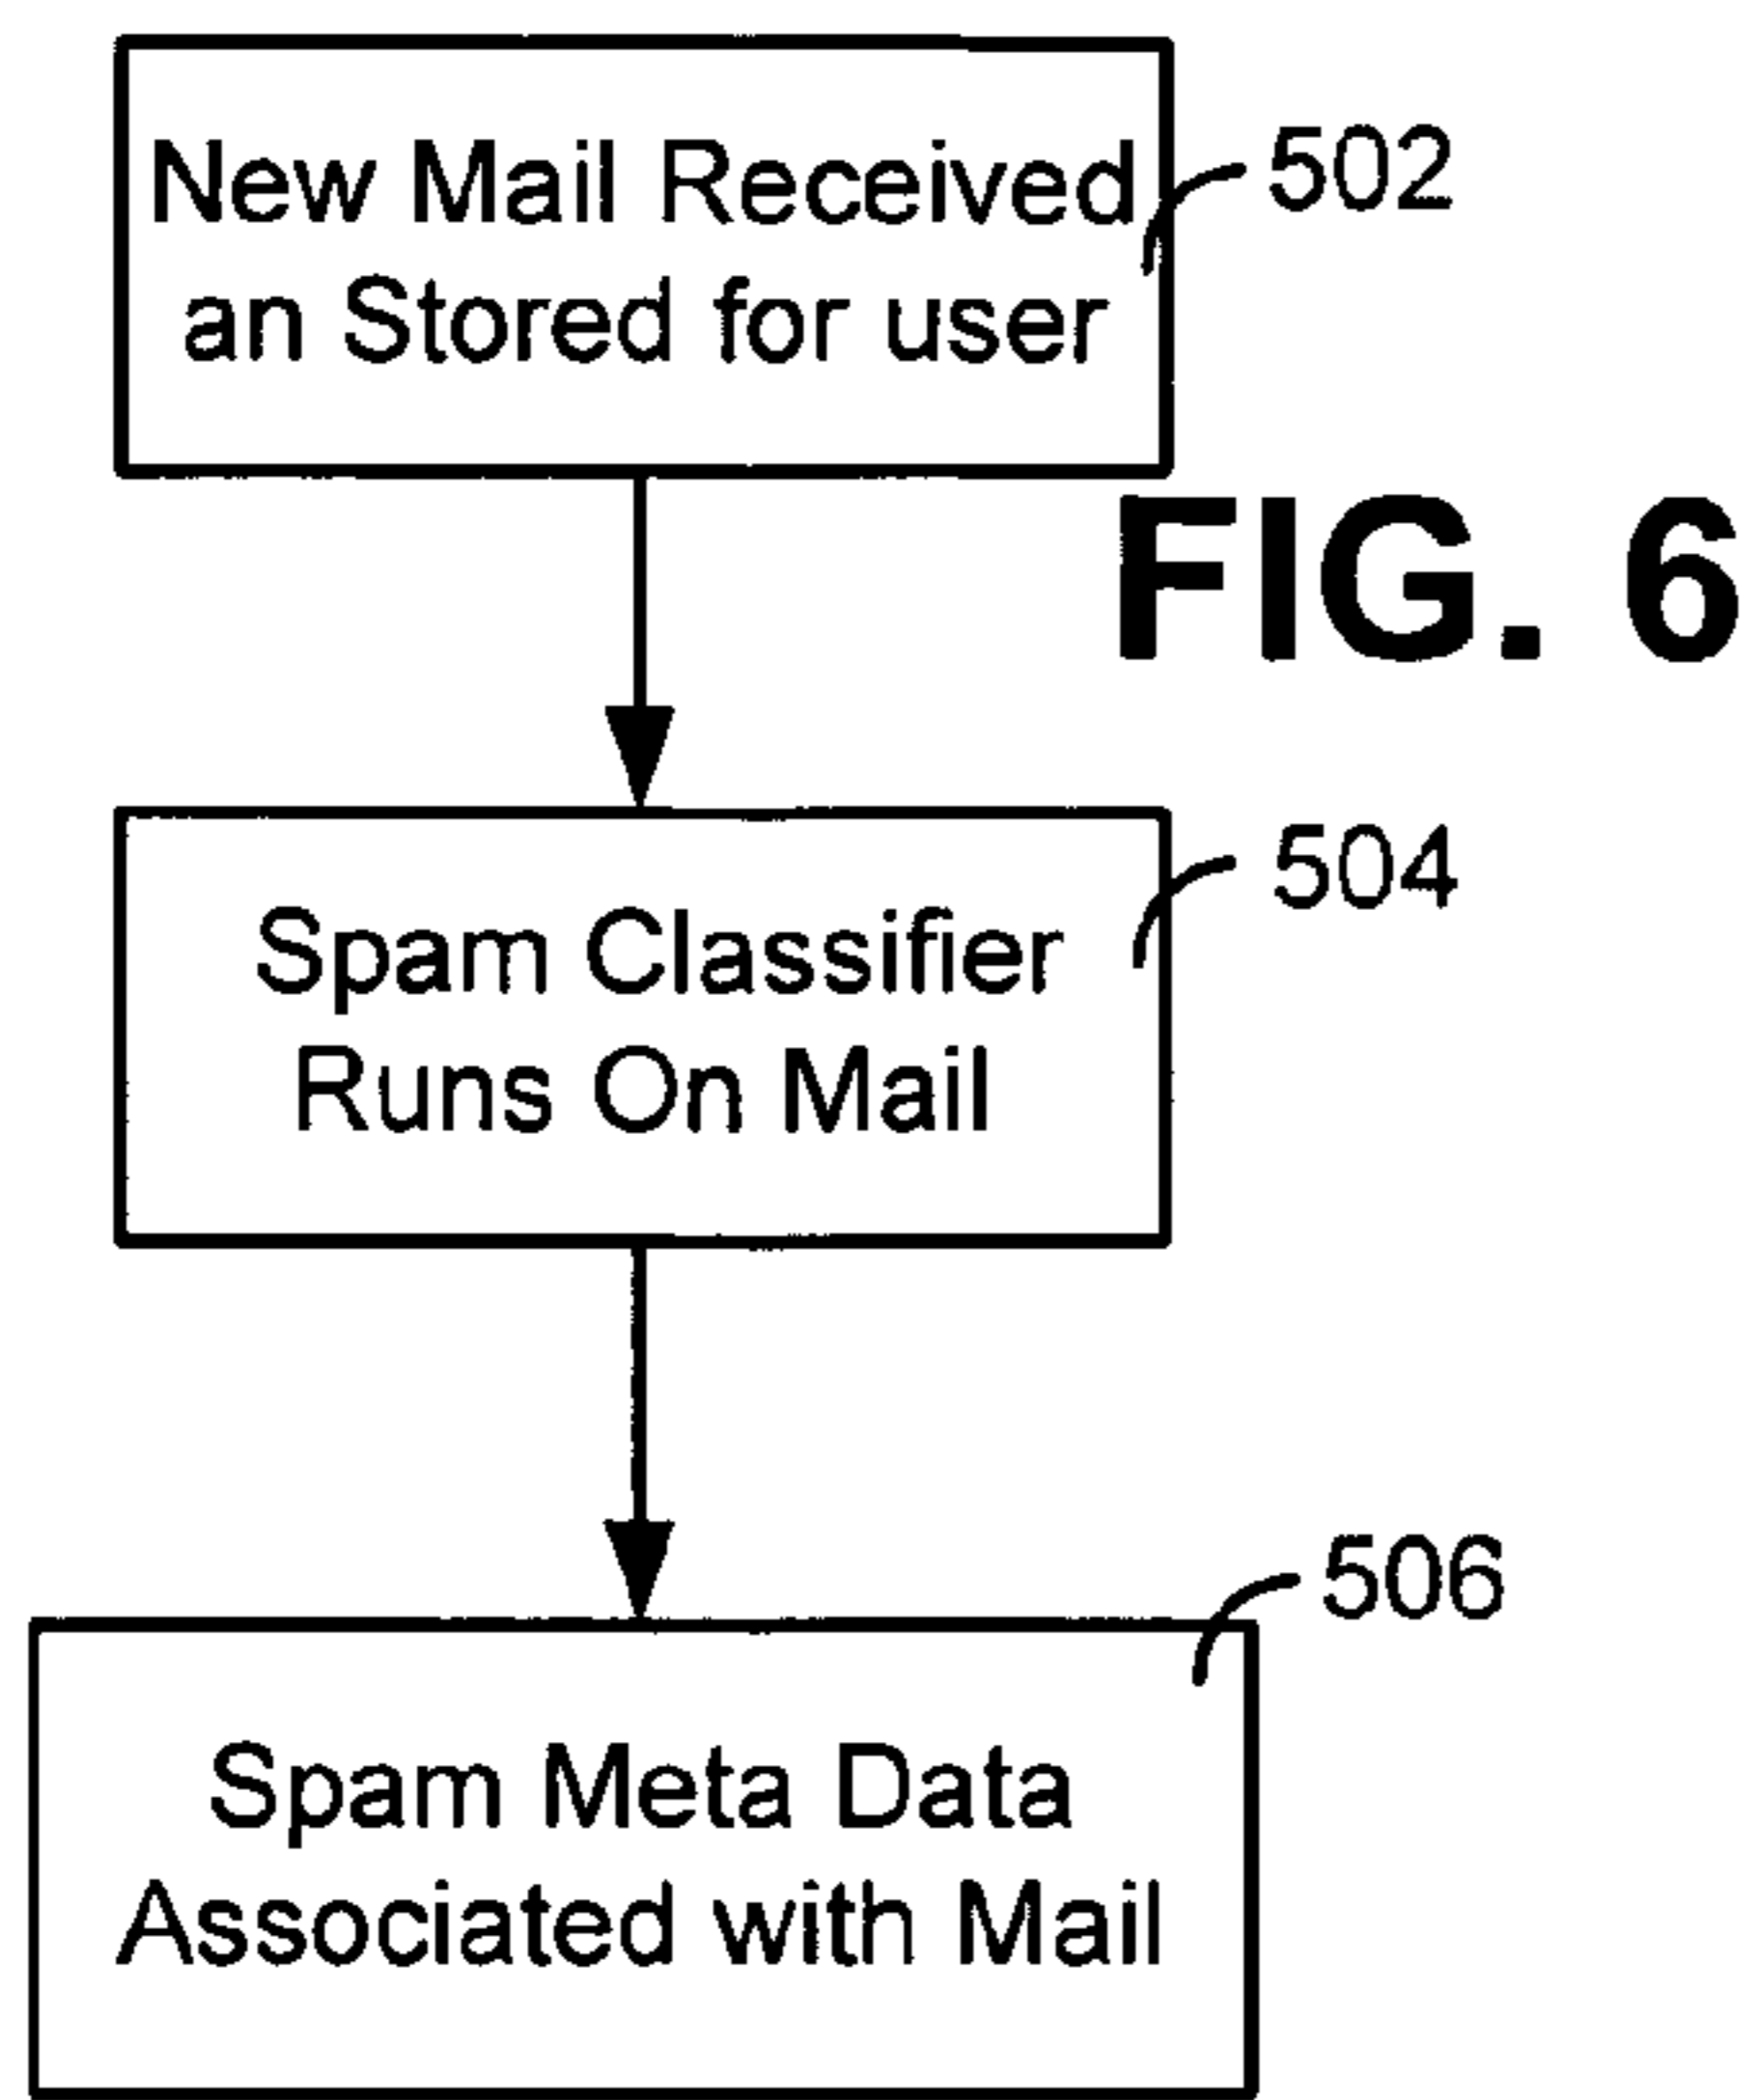 New Mail Received
an Stored for user
502
FIG. 6
Spam Classifier
Runs On Mail
504
506
Spam Meta Data
Associated with Mail